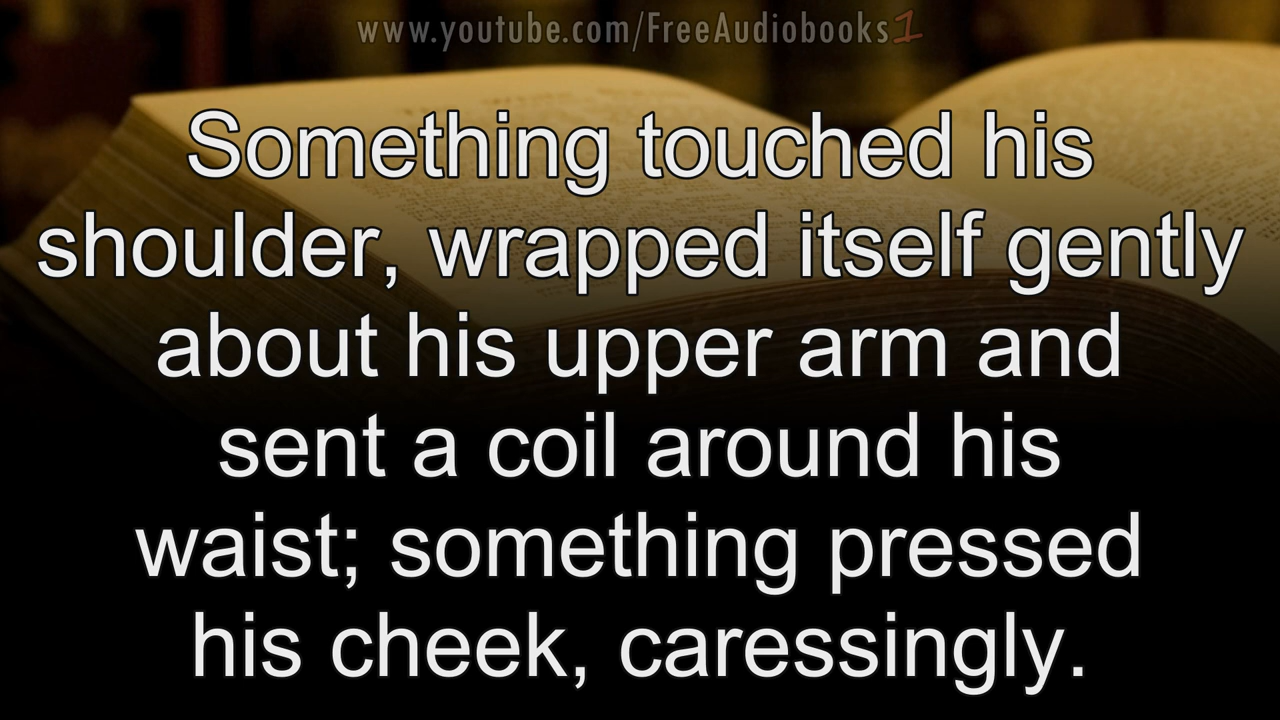 www.youtube.com/FreeAudiobooks1
Something touched his
shoulder, wrapped itself gently
about his upper arm and
sent a coil around his
waist; something pressed
his cheek, caressingly.